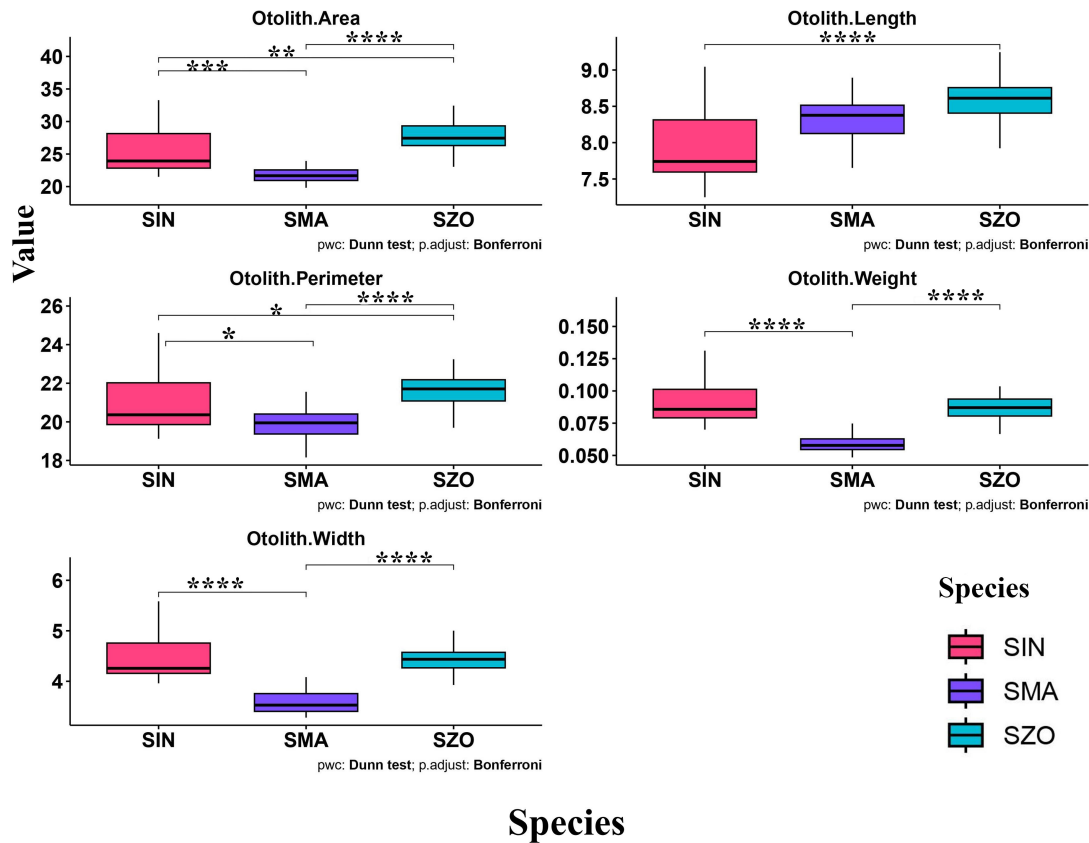 Value
Otolith.Area
****
**
***
40
35
30
25
20
SIN SMA SZO
pwc: Dunn test; p.adjust: Bonferroni
Otolith.Length
****
9.0
8.5
8.0
7.5
SIN SMA SZO
pwc: Dunn test; p.adjust: Bonferroni
Otolith.Perimeter
****
*
*
26
24
22
20
18
SIN SMA SZO
pwc: Dunn test; p.adjust: Bonferroni
Otolith.Weight
****
****
0.150
0.125
0.100
0.075
0.050
SIN SMA SZO
pwc: Dunn test; p.adjust: Bonferroni
Otolith.Width
****
****
6
5
4
SIN SMA SZO
pwc: Dunn test; p.adjust: Bonferroni
Species
SIN
SMA
SZO
Species